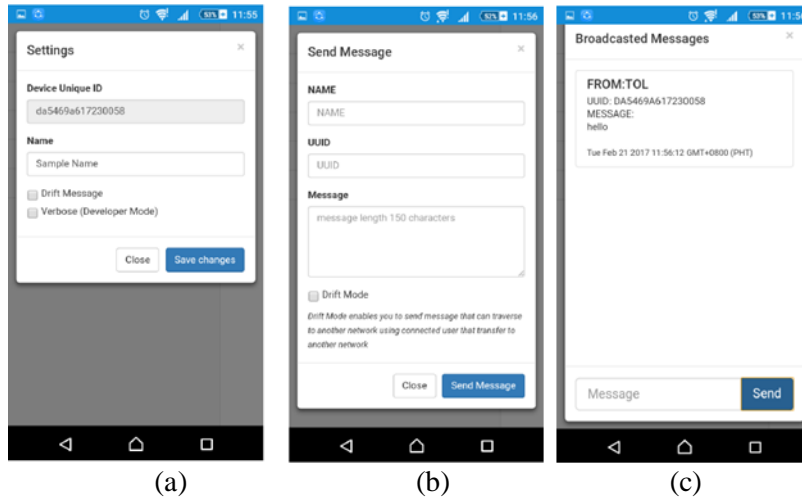 53% 11:55
Settings ×
Device Unique ID
da5469a617230058
Name
Sample Name
Drift Message
Verbose (Developer Mode)
Close Save changes
(a)
53% 11:56
Send Message ×
NAME
NAME
UUID
UUID
Message
message length 150 characters
Drift Mode
Drift Mode enables you to send message that can traverse
to another network using connected user that transfer to
another network
Close Send Message
(b)
53% 11:56
Broadcasted Messages ×
FROM:TOL
UUID: DA5469A617230058
MESSAGE:
hello
Tue Feb 21 2017 11:56:12 GMT+0800 (PHT)
Message Send
(c)